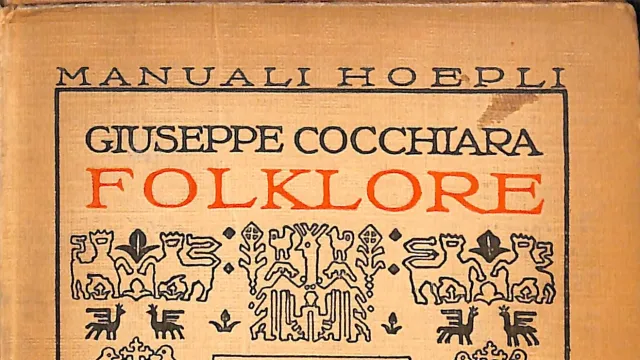 MANUALI HOEPLI
GIUSEPPE COCCHIARA
FOLKLORE